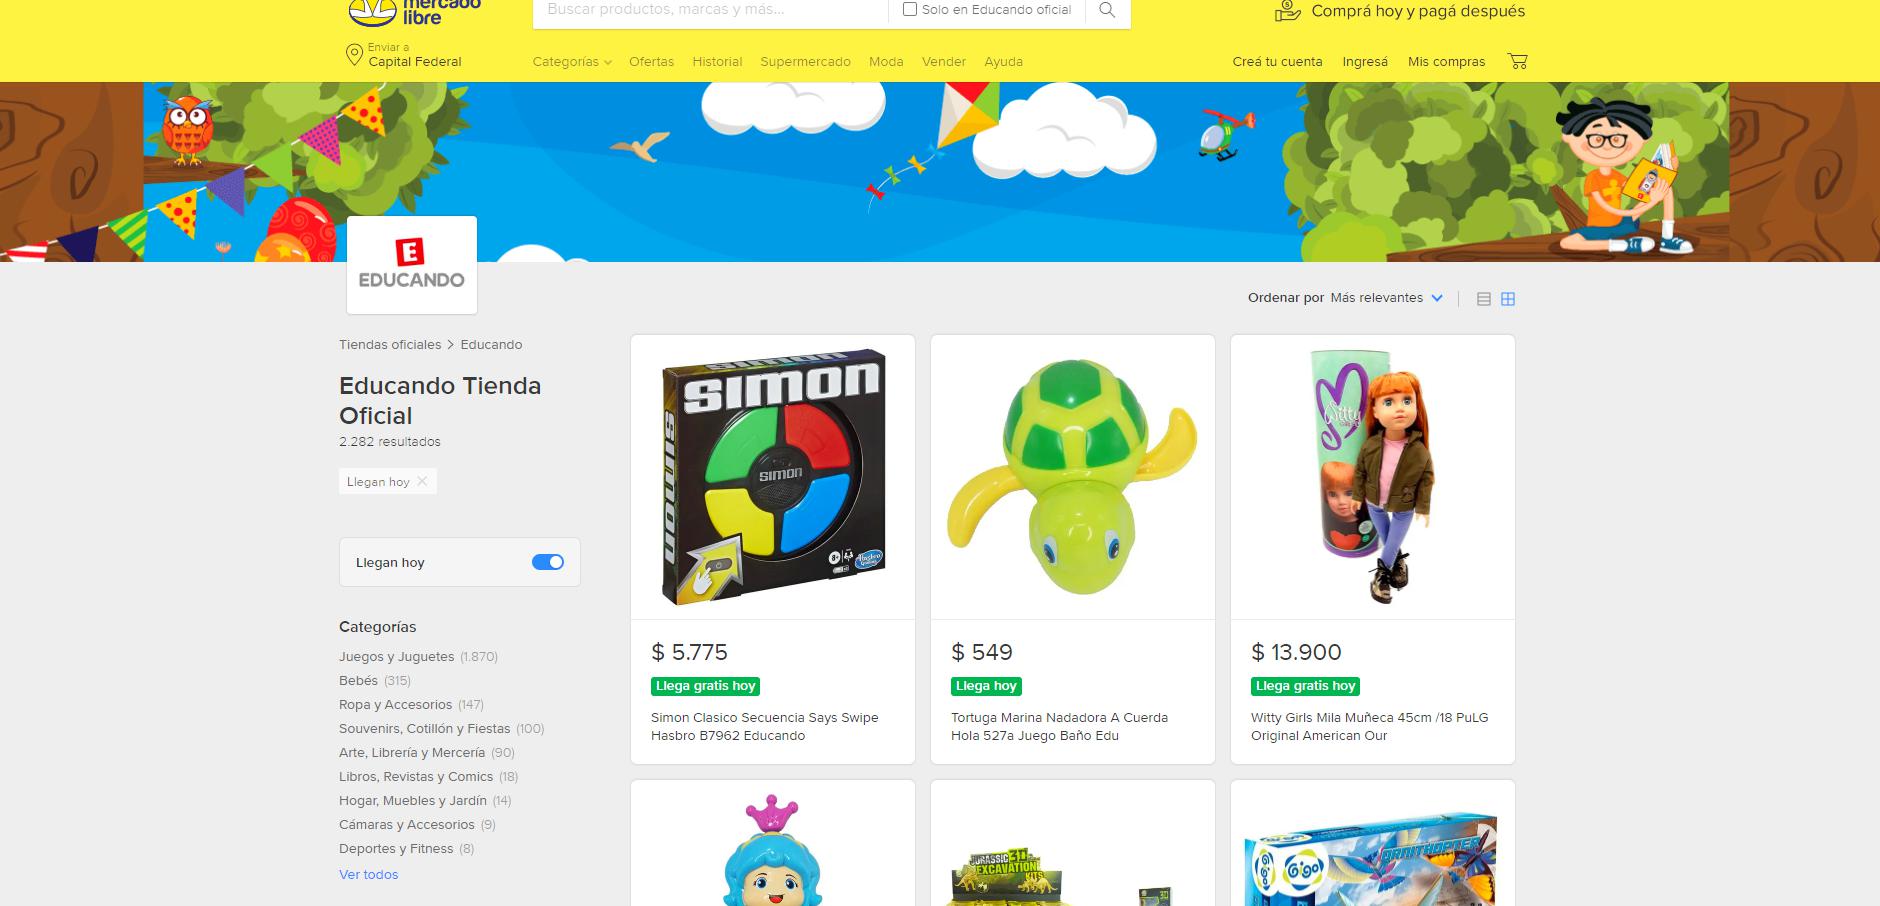 mercado
libre
Buscar productos, marcas y más...
Solo en Educando oficial
Comprá hoy y pagá después
Enviar a
Capital Federal
Categorías Ofertas Historial Supermercado Moda Vender Ayuda
Creá tu cuenta Ingresá Mis compras
E
EDUCANDO
Ordenar por Más relevantes
Tiendas oficiales > Educando
Educando Tienda
Oficial
2.282 resultados
Llegan hoy
Llegan hoy
Categorías
Juegos y Juguetes (1.870)
Bebés (315)
Ropa y Accesorios (147)
Souvenirs, Cotillón y Fiestas (100)
Arte, Librería y Mercería (90)
Libros, Revistas y Comics (18)
Hogar, Muebles y Jardín (14)
Cámaras y Accesorios (9)
Deportes y Fitness (8)
Ver todos
SIMON
SIMON
SIMON
8+
Hasbro
Gaming
$ 5.775
Llega gratis hoy
Simon Clasico Secuencia Says Swipe
Hasbro B7962 Educando
$ 549
Llega hoy
Tortuga Marina Nadadora A Cuerda
Hola 527a Juego Baño Edu
Witty
$ 13.900
Llega gratis hoy
Witty Girls Mila Muñeca 45cm /18 PuLG
Original American Our
JURASSIC 3D
EXCAVATION
KITS
Gigo
ORNITHOPTER